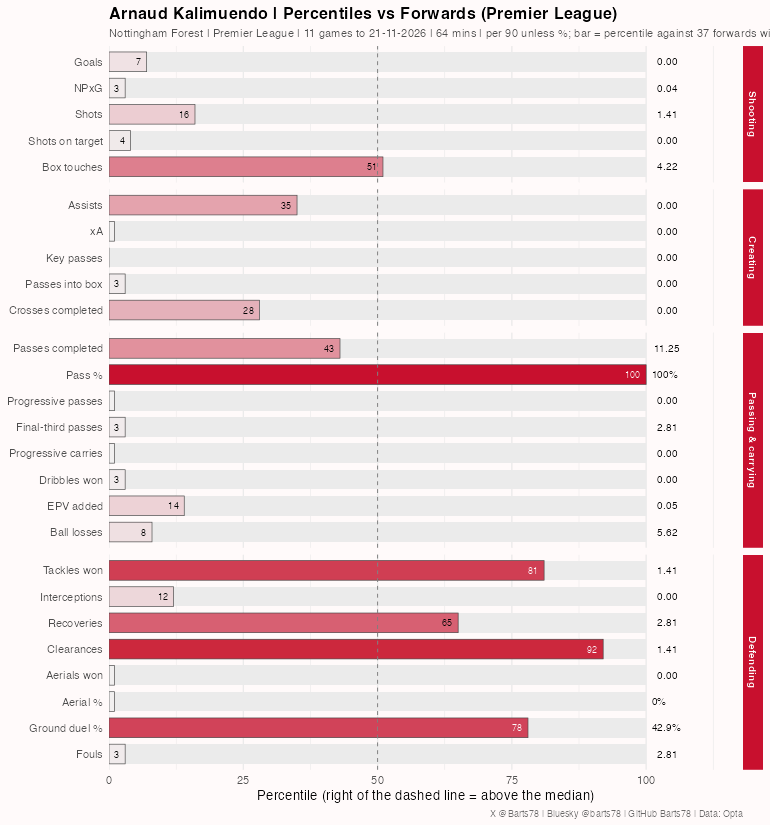 Arnaud Kalimuendo | Percentiles vs Forwards (Premier League)
Nottingham Forest | Premier League | 11 games to 21-11-2026 | 64 mins | per 90 unless %; bar = percentile against 37 forwards wi
Shooting
Goals 7 0.00
NPxG 3 0.04
Shots 16 1.41
Shots on target 4 0.00
Box touches 51 4.22
Creating
Assists 35 0.00
xA 0.00
Key passes 0.00
Passes into box 3 0.00
Crosses completed 28 0.00
Passing & carrying
Passes completed 43 11.25
Pass % 100 100%
Progressive passes 0.00
Final-third passes 3 2.81
Progressive carries 0.00
Dribbles won 3 0.00
EPV added 14 0.05
Ball losses 8 5.62
Defending
Tackles won 81 1.41
Interceptions 12 0.00
Recoveries 65 2.81
Clearances 92 1.41
Aerials won 0.00
Aerial % 0%
Ground duel % 78 42.9%
Fouls 3 2.81
0 25 50 75 100
Percentile (right of the dashed line = above the median)
X @Barts78 | Bluesky @barts78 | GitHub Barts78 | Data: Opta